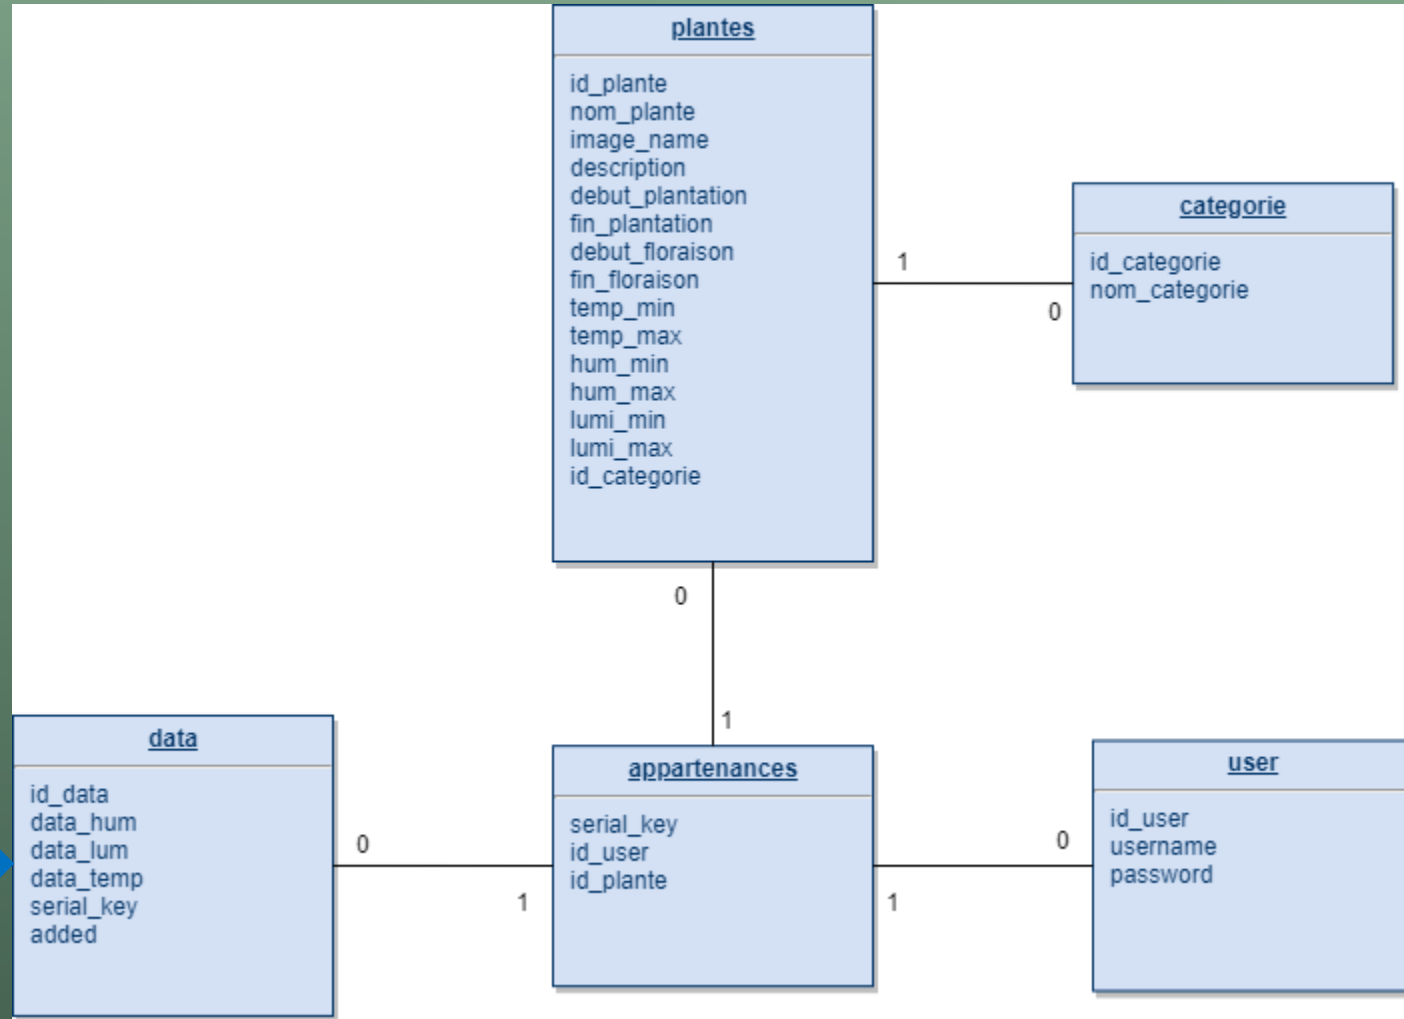 plantes
id_plante
nom_plante
image_name
description
debut_plantation
fin_plantation
debut_floraison
fin_floraison
temp_min
temp_max
hum_min
hum_max
lumi_min
lumi_max
id_categorie
1
0
categorie
id_categorie
nom_categorie
0
1
data
id_data
data_hum
data_lum
data_temp
serial_key
added
0
1
appartenances
serial_key
id_user
id_plante
0
1
user
id_user
username
password